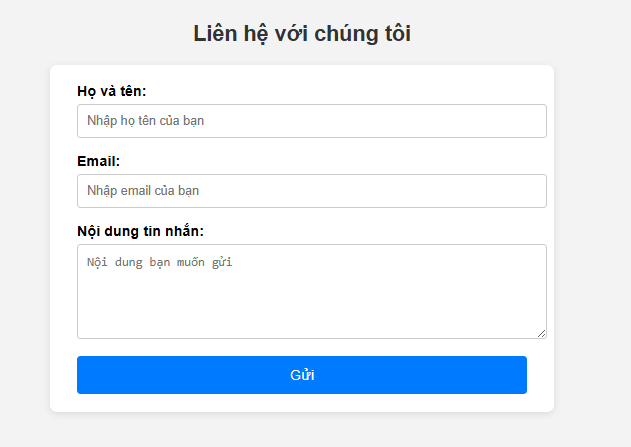 Liên hệ với chúng tôi
Họ và tên:
Nhập họ tên của bạn
Email:
Nhập email của bạn
Nội dung tin nhắn:
Nội dung bạn muốn gửi
Gửi